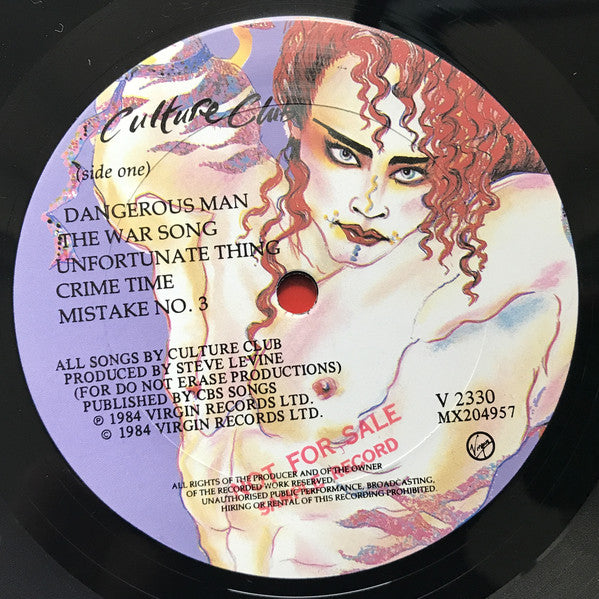 Culture Club
(side one)
DANGEROUS MAN
THE WAR SONG
UNFORTUNATE THING
CRIME TIME
MISTAKE NO. 3
ALL SONGS BY CULTURE CLUB
PRODUCED BY STEVE LEVINE
(FOR DO NOT ERASE PRODUCTIONS)
PUBLISHED BY CBS SONGS
℗ 1984 VIRGIN RECORDS LTD.
© 1984 VIRGIN RECORDS LTD.
V 2330
MX204957
Virgin
FOR SALE
RECORD
ALL RIGHTS OF THE PRODUCER AND OF THE OWNER
OF THE RECORDED WORK RESERVED.
UNAUTHORISED PUBLIC PERFORMANCE, BROADCASTING,
HIRING OR RENTAL OF THIS RECORDING PROHIBITED.